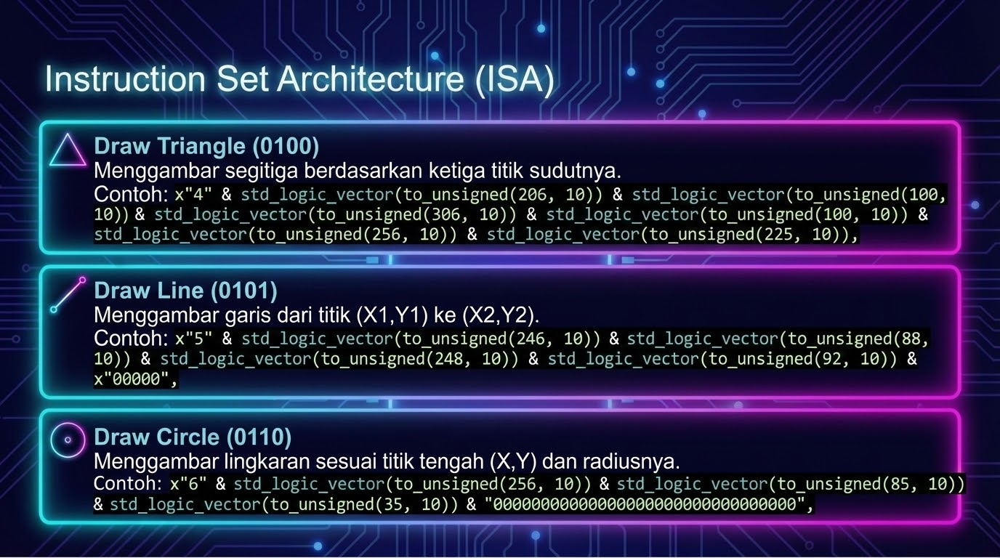 Instruction Set Architecture (ISA)
Draw Triangle (0100)
Menggambar segitiga berdasarkan ketiga titik sudutnya.
Contoh: x"4" & std_logic_vector(to_unsigned(206, 10)) & std_logic_vector(to_unsigned(100,
10)) & std_logic_vector(to_unsigned(306, 10)) & std_logic_vector(to_unsigned(100, 10)) &
std_logic_vector(to_unsigned(256, 10)) & std_logic_vector(to_unsigned(225, 10)),
Draw Line (0101)
Menggambar garis dari titik (X1,Y1) ke (X2,Y2).
Contoh: x"5" & std_logic_vector(to_unsigned(246, 10)) & std_logic_vector(to_unsigned(88,
10)) & std_logic_vector(to_unsigned(248, 10)) & std_logic_vector(to_unsigned(92, 10)) &
x"00000",
Draw Circle (0110)
Menggambar lingkaran sesuai titik tengah (X,Y) dan radiusnya.
Contoh: x"6" & std_logic_vector(to_unsigned(256, 10)) & std_logic_vector(to_unsigned(85, 10))
& std_logic_vector(to_unsigned(35, 10)) & "000000000000000000000000000000",